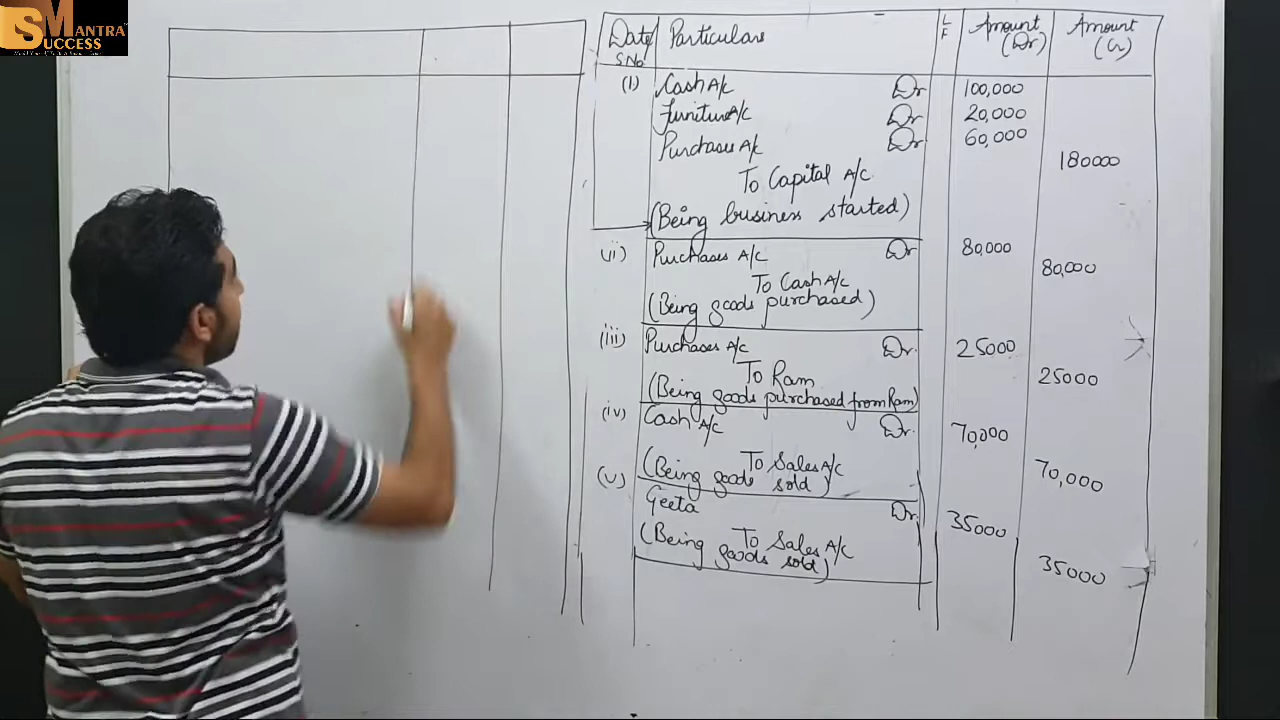 SMANTRA
SUCCESS
Date/ S.No Particulars L F Amount (Dr) Amount (Cr)
(i) Cash A/c Dr 100,000
Furniture A/c Dr 20,000
Purchases A/c Dr 60,000
To Capital A/c 180000
(Being business started)
(ii) Purchases A/c Dr 80,000
To Cash A/c 80,000
(Being goods purchased)
(iii) Purchases A/c Dr. 25000
To Ram 25000
(Being goods purchased from Ram)
(iv) Cash A/c Dr. 70,000
To Sales A/c 70,000
(Being goods sold)
(v) Geeta Dr. 35000
To Sales A/c 35000
(Being goods sold)